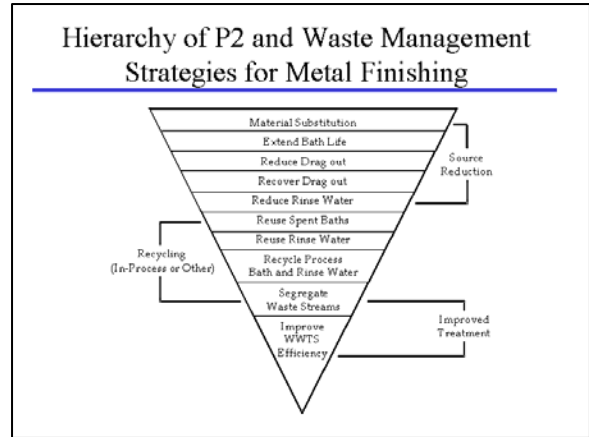 Hierarchy of P2 and Waste Management
Strategies for Metal Finishing
Material Substitution
Extend Bath Life
Reduce Drag out
Recover Drag out
Reduce Rinse Water
Source
Reduction
Reuse Spent Baths
Reuse Rinse Water
Recycle Process
Bath and Rinse Water
Recycling
(In-Process or Other)
Segregate
Waste Streams
Improve
WWTS
Efficiency
Improved
Treatment